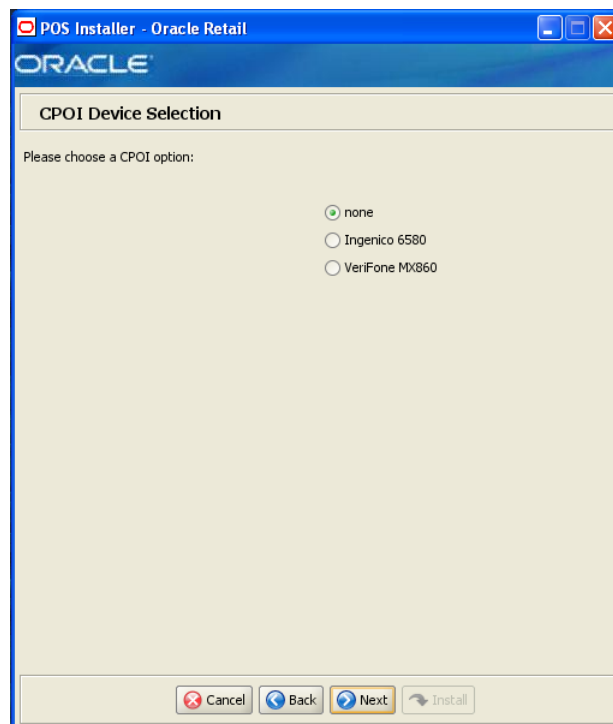 POS Installer - Oracle Retail
ORACLE
CPOI Device Selection
Please choose a CPOI option:
none
Ingenico 6580
VeriFone MX860
Cancel Back Next Install